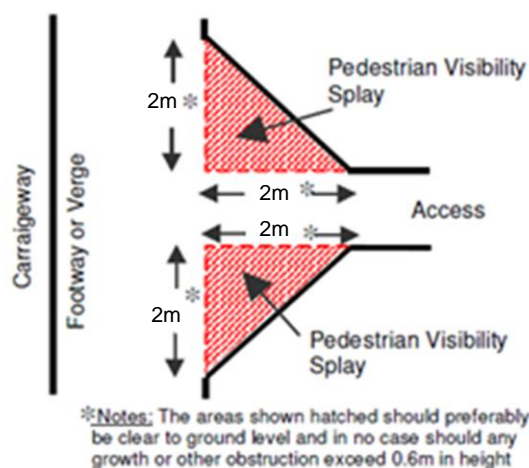 Carraigeway
Footway or Verge
2m *
Pedestrian Visibility
Splay
2m *
2m *
Access
2m *
Pedestrian Visibility
Splay
*Notes: The areas shown hatched should preferably
be clear to ground level and in no case should any
growth or other obstruction exceed 0.6m in height